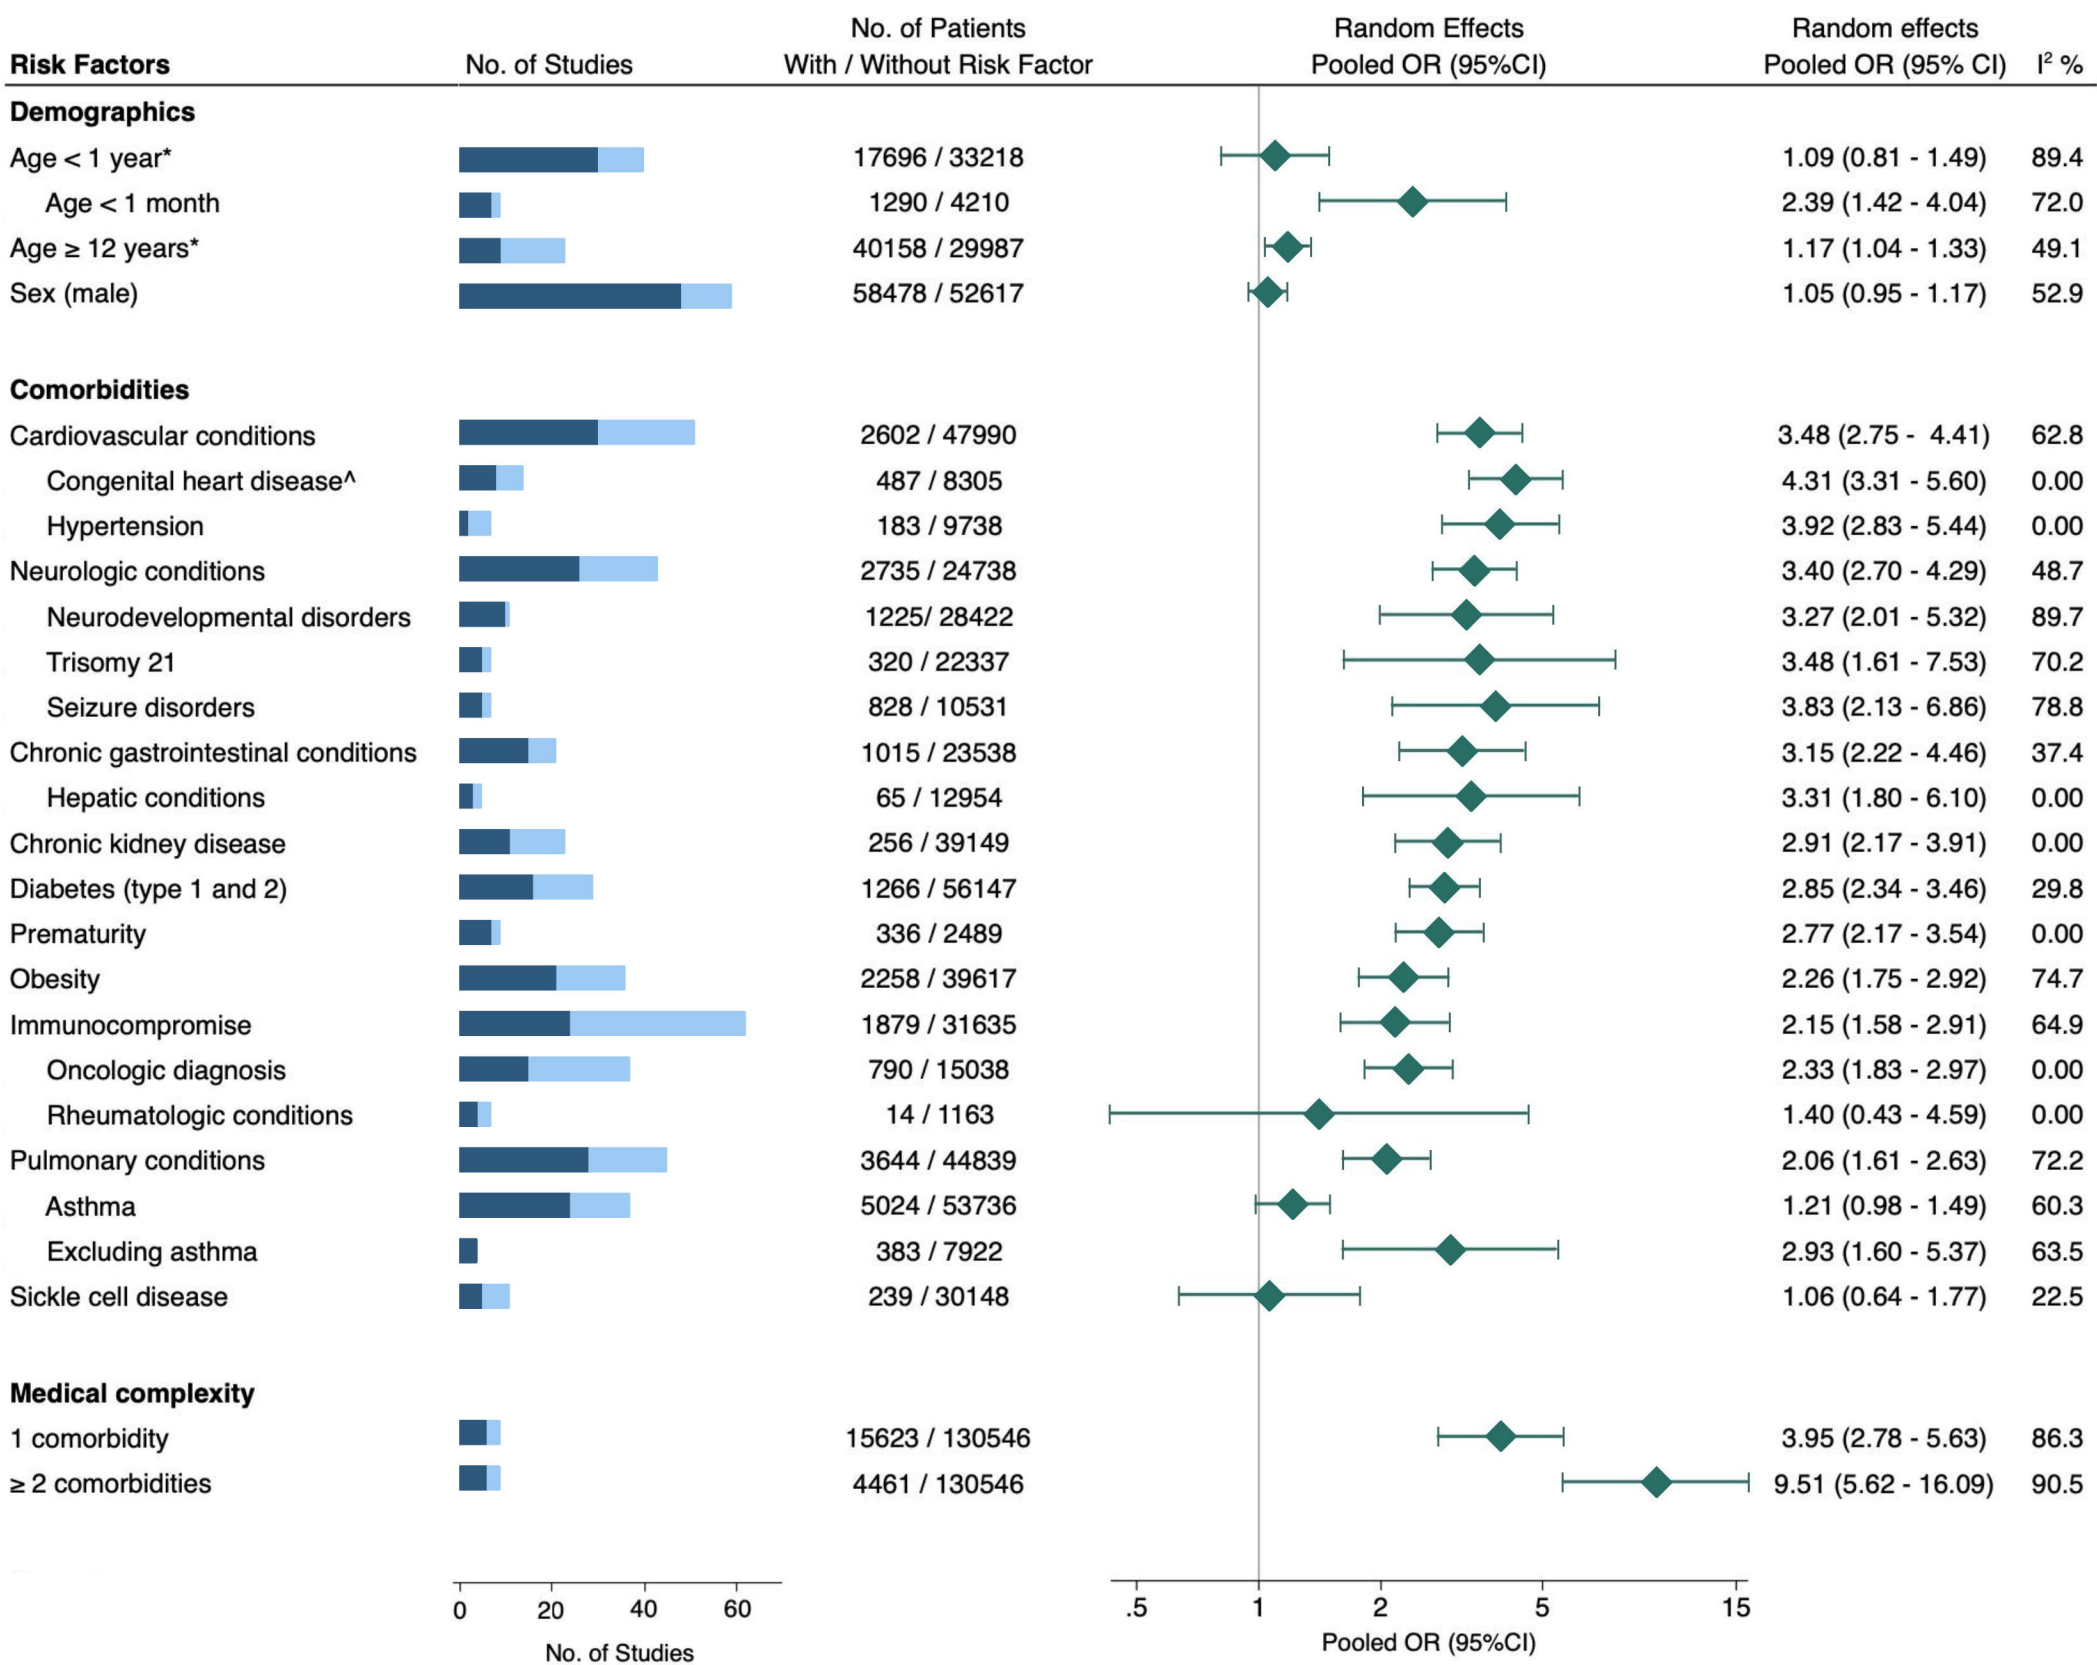 No. of Patients Random Effects Random effects
Risk Factors No. of Studies With / Without Risk Factor Pooled OR (95%CI) Pooled OR (95% CI) I² %
Demographics
Age < 1 year* 17696 / 33218 1.09 (0.81 - 1.49) 89.4
Age < 1 month 1290 / 4210 2.39 (1.42 - 4.04) 72.0
Age ≥ 12 years* 40158 / 29987 1.17 (1.04 - 1.33) 49.1
Sex (male) 58478 / 52617 1.05 (0.95 - 1.17) 52.9
Comorbidities
Cardiovascular conditions 2602 / 47990 3.48 (2.75 - 4.41) 62.8
Congenital heart disease^ 487 / 8305 4.31 (3.31 - 5.60) 0.00
Hypertension 183 / 9738 3.92 (2.83 - 5.44) 0.00
Neurologic conditions 2735 / 24738 3.40 (2.70 - 4.29) 48.7
Neurodevelopmental disorders 1225/ 28422 3.27 (2.01 - 5.32) 89.7
Trisomy 21 320 / 22337 3.48 (1.61 - 7.53) 70.2
Seizure disorders 828 / 10531 3.83 (2.13 - 6.86) 78.8
Chronic gastrointestinal conditions 1015 / 23538 3.15 (2.22 - 4.46) 37.4
Hepatic conditions 65 / 12954 3.31 (1.80 - 6.10) 0.00
Chronic kidney disease 256 / 39149 2.91 (2.17 - 3.91) 0.00
Diabetes (type 1 and 2) 1266 / 56147 2.85 (2.34 - 3.46) 29.8
Prematurity 336 / 2489 2.77 (2.17 - 3.54) 0.00
Obesity 2258 / 39617 2.26 (1.75 - 2.92) 74.7
Immunocompromise 1879 / 31635 2.15 (1.58 - 2.91) 64.9
Oncologic diagnosis 790 / 15038 2.33 (1.83 - 2.97) 0.00
Rheumatologic conditions 14 / 1163 1.40 (0.43 - 4.59) 0.00
Pulmonary conditions 3644 / 44839 2.06 (1.61 - 2.63) 72.2
Asthma 5024 / 53736 1.21 (0.98 - 1.49) 60.3
Excluding asthma 383 / 7922 2.93 (1.60 - 5.37) 63.5
Sickle cell disease 239 / 30148 1.06 (0.64 - 1.77) 22.5
Medical complexity
1 comorbidity 15623 / 130546 3.95 (2.78 - 5.63) 86.3
≥ 2 comorbidities 4461 / 130546 9.51 (5.62 - 16.09) 90.5
0 20 40 60 .5 1 2 5 15
No. of Studies Pooled OR (95%CI)